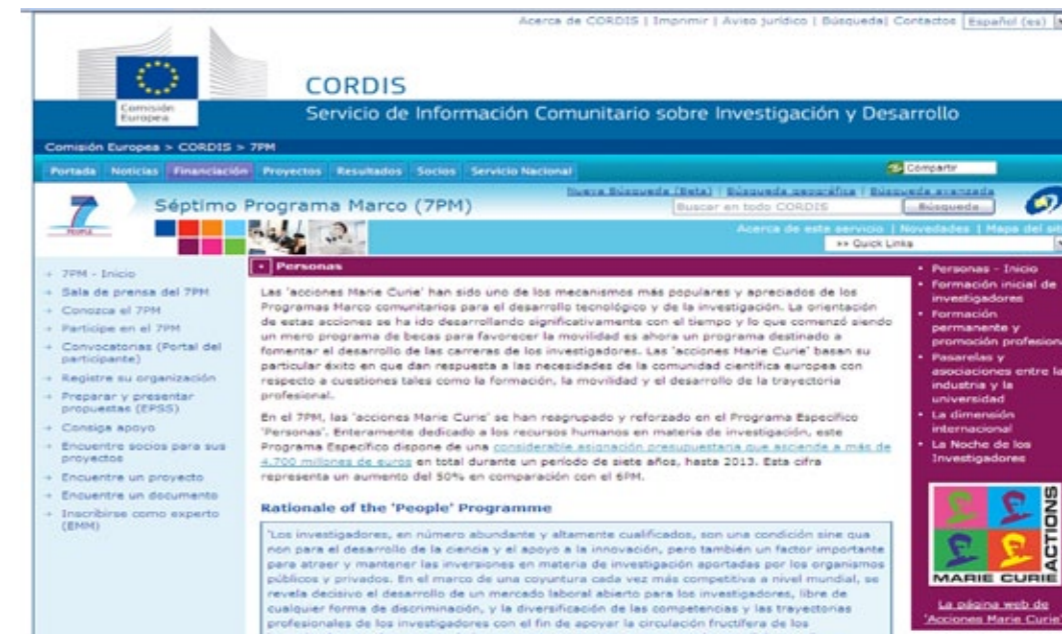 Acerca de CORDIS | Imprimir | Aviso jurídico | Búsqueda | Contactos Español (es)
Comisión
Europea
CORDIS
Servicio de Información Comunitario sobre Investigación y Desarrollo
Comisión Europea > CORDIS > 7PM
Portada Noticias Financiación Proyectos Resultados Socios Servicio Nacional
Compartir
Nueva Búsqueda (Beta) | Búsqueda geográfica | Búsqueda avanzada
7
PEOPLE
Séptimo Programa Marco (7PM)
Buscar en todo CORDIS Búsqueda
Acerca de este servicio | Novedades | Mapa del
>> Quick Links
7PM - Inicio
Sala de prensa del 7PM
Conozca el 7PM
Participe en el 7PM
Convocatorias (Portal del
participante)
Registre su organización
Preparar y presentar
propuestas (EPSS)
Consiga apoyo
Encuentre socios para sus
proyectos
Encuentre un proyecto
Encuentre un documento
Inscribirse como experto
(EMM)
Personas
Las 'acciones Marie Curie' han sido uno de los mecanismos más populares y apreciados de los
Programas Marco comunitarios para el desarrollo tecnológico y de la investigación. La orientación
de estas acciones se ha ido desarrollando significativamente con el tiempo y lo que comenzó siendo
un mero programa de becas para favorecer la movilidad es ahora un programa destinado a
fomentar el desarrollo de las carreras de los investigadores. Las 'acciones Marie Curie' basan su
particular éxito en que dan respuesta a las necesidades de la comunidad científica europea con
respecto a cuestiones tales como la formación, la movilidad y el desarrollo de la trayectoria
profesional.
En el 7PM, las 'acciones Marie Curie' se han reagrupado y reforzado en el Programa Específico
'Personas'. Enteramente dedicado a los recursos humanos en materia de investigación, este
Programa Específico dispone de una considerable asignación presupuestaria que asciende a más de
4.700 millones de euros en total durante un período de siete años, hasta 2013. Esta cifra
representa un aumento del 50% en comparación con el 6PM.
Rationale of the 'People' Programme
'Los investigadores, en número abundante y altamente cualificados, son una condición sine qua
non para el desarrollo de la ciencia y el apoyo a la innovación, pero también un factor importante
para atraer y mantener las inversiones en materia de investigación aportadas por los organismos
públicos y privados. En el marco de una coyuntura cada vez más competitiva a nivel mundial, se
revela decisivo el desarrollo de un mercado laboral abierto para los investigadores, libre de
cualquier forma de discriminación, y la diversificación de las competencias y las trayectorias
profesionales de los investigadores con el fin de apoyar la circulación fructífera de los
Personas - Inicio
Formación inicial de
investigadores
Formación
permanente y
promoción profesion
Pasarelas y
asociaciones entre la
industria y la
universidad
La dimensión
internacional
La Noche de los
Investigadores
MARIE CURIE
ACTIONS
La página web de
'Acciones Marie Curie